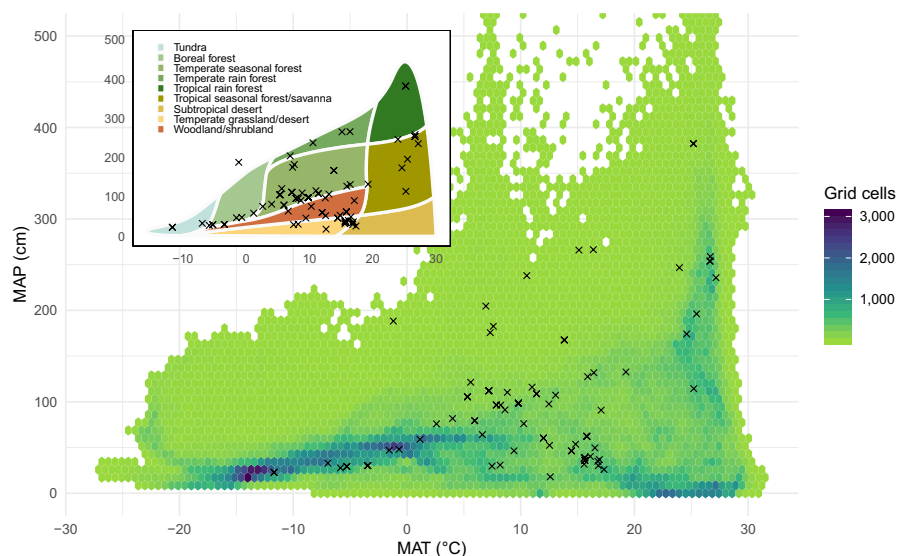 500
400
300
200
100
0
MAP (cm)
500
400
300
200
100
0
Tundra
Boreal forest
Temperate seasonal forest
Temperate rain forest
Tropical rain forest
Tropical seasonal forest/savanna
Subtropical desert
Temperate grassland/desert
Woodland/shrubland
−10 0 10 20 30
−30 −20 −10 0 10 20 30
MAT (°C)
Grid cells
3,000
2,000
1,000